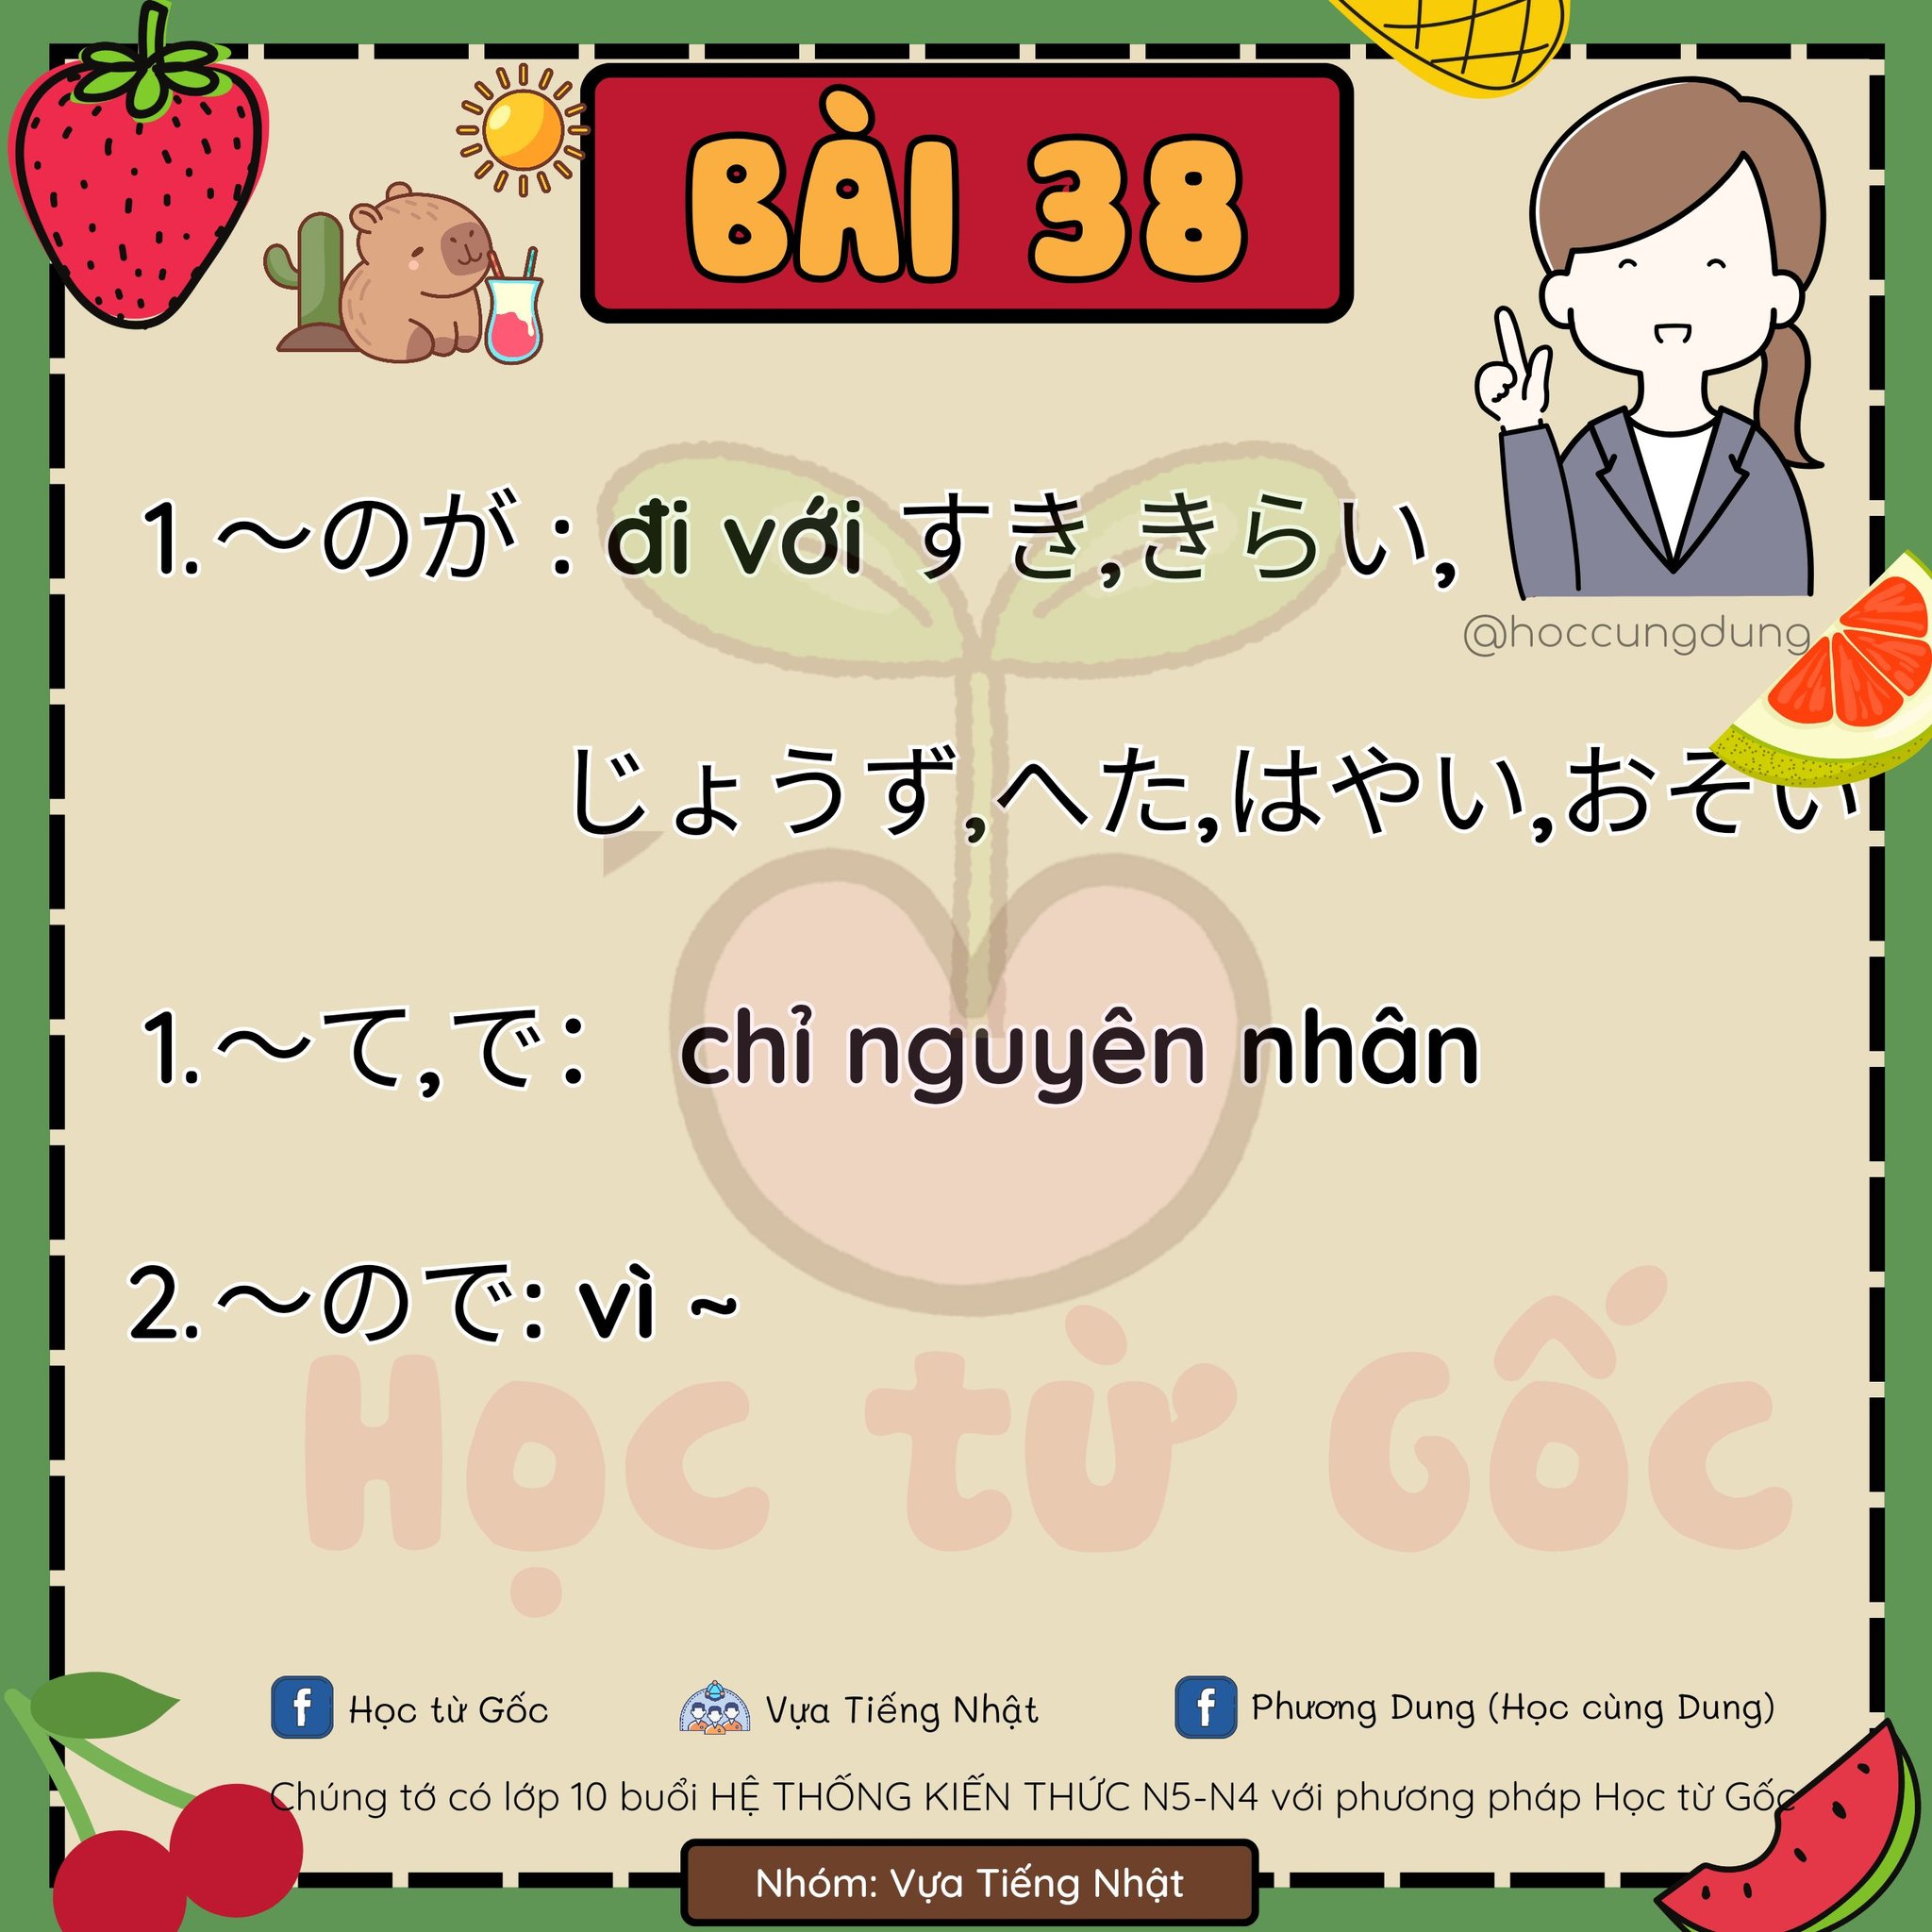 BÀI 38
1.～のが : đi với すき,きらい,
@hoccungdung
じょうず,へた,はやい,おそい
1.～て,で: chỉ nguyên nhân
2.～ので: vì ~
Học từ Gốc
Học từ Gốc
Vựa Tiếng Nhật
Phương Dung (Học cùng Dung)
Chúng tớ có lớp 10 buổi HỆ THỐNG KIẾN THỨC N5-N4 với phương pháp Học từ Gốc
Nhóm: Vựa Tiếng Nhật